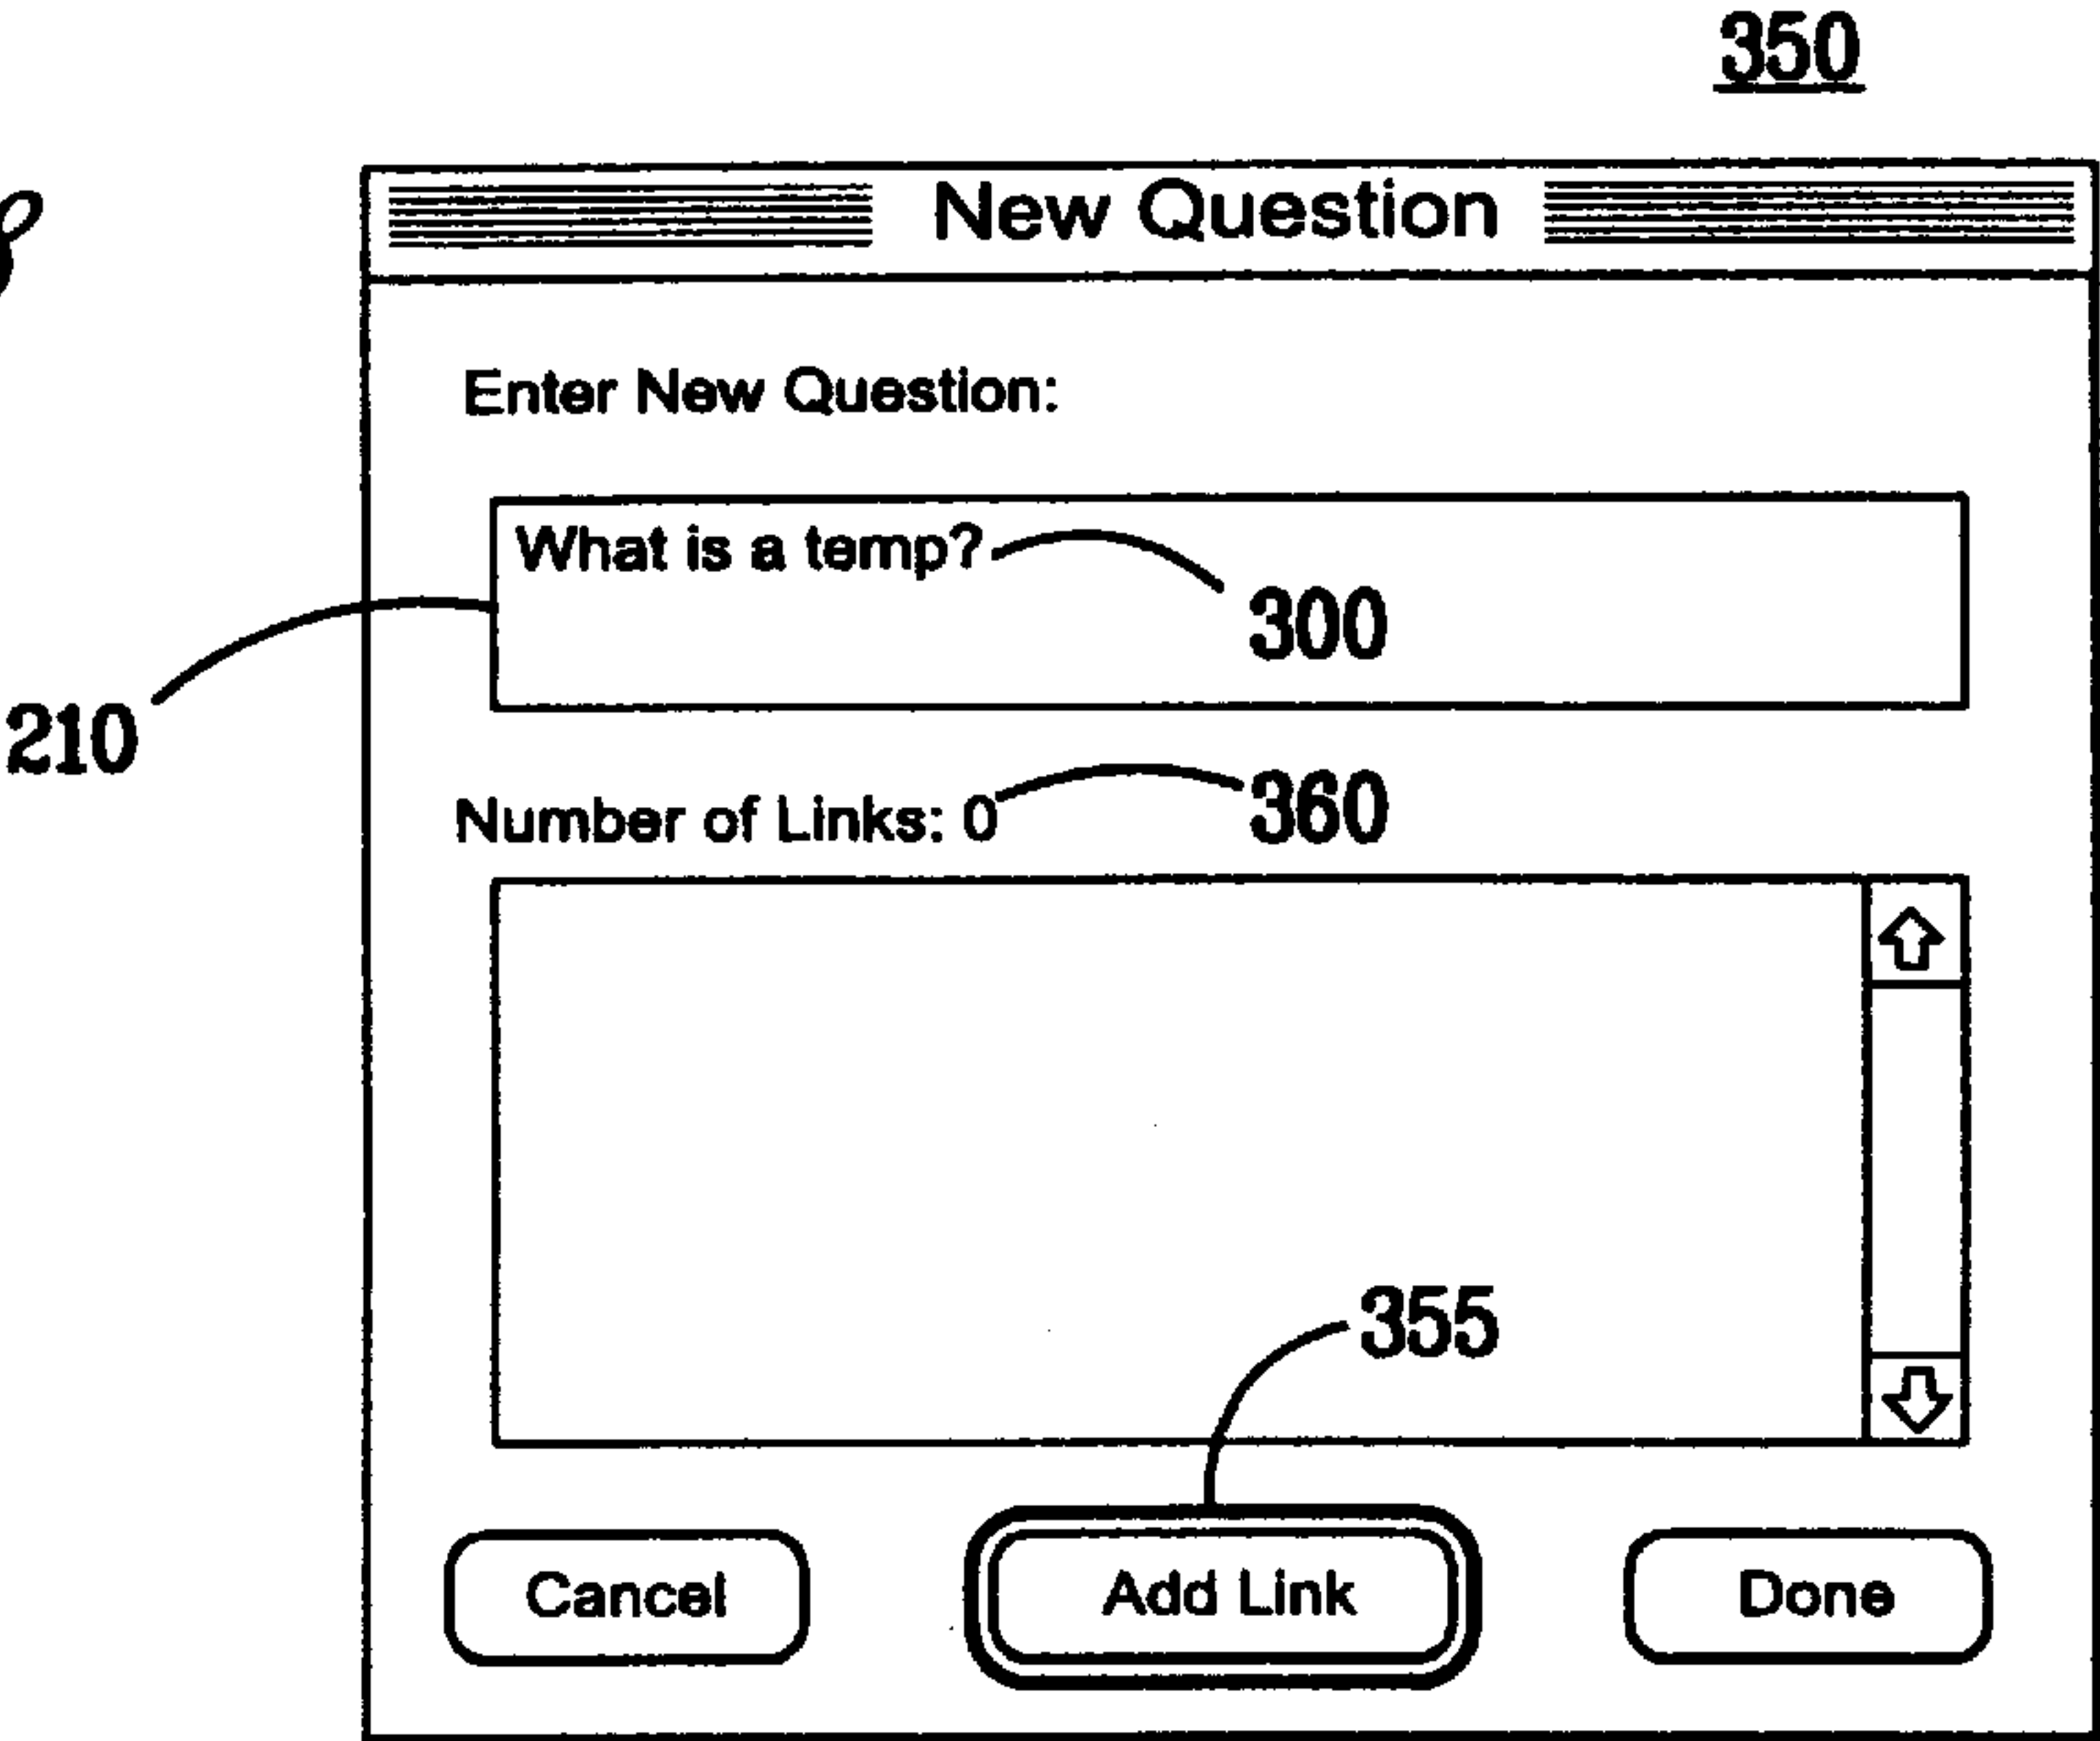 350
New Question
Enter New Question:
What is a temp?
300
210
Number of Links: 0
360
355
Cancel
Add Link
Done